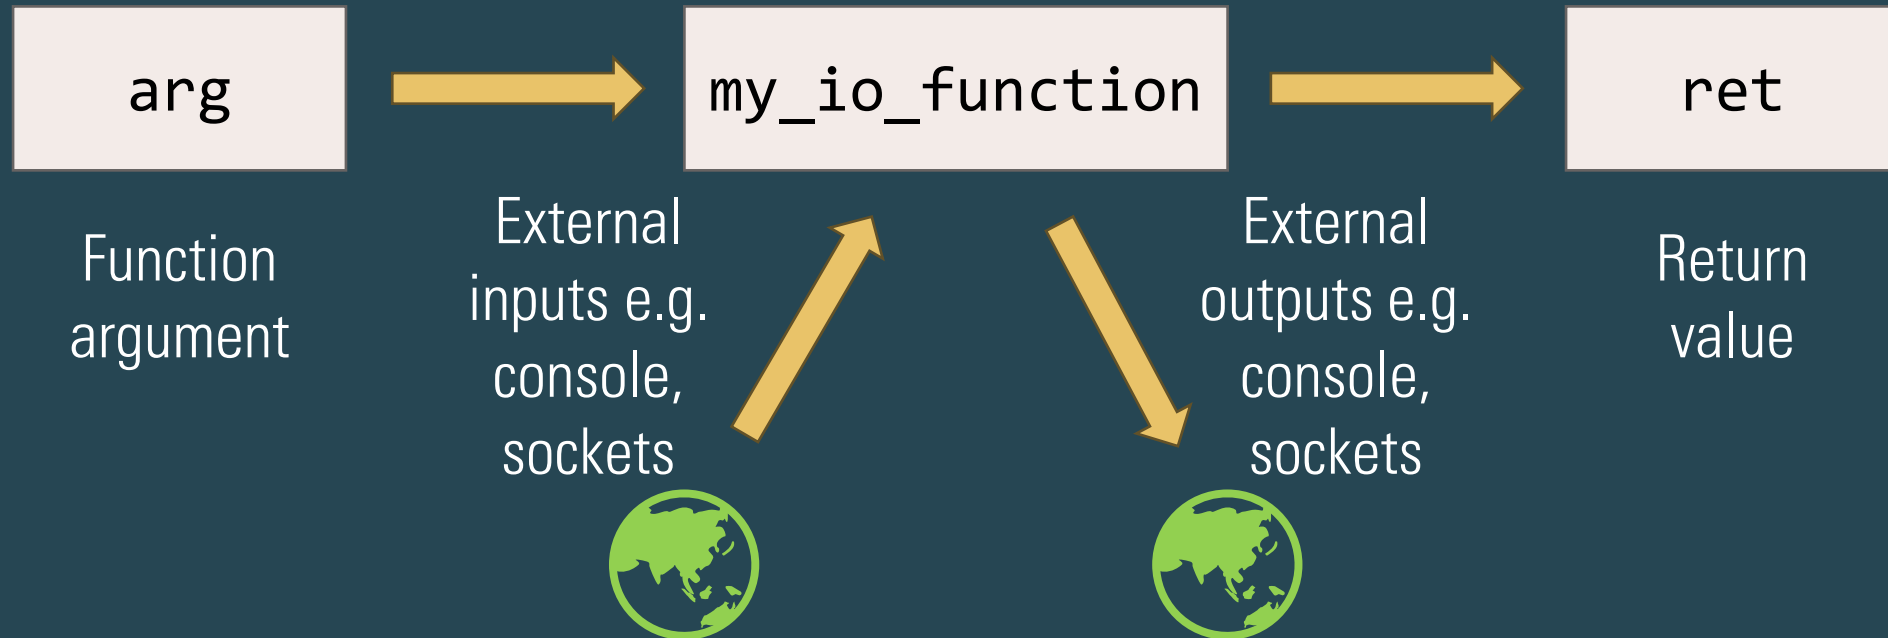 arg
my_io_function
ret
Function
argument
External
inputs e.g.
console,
sockets
External
outputs e.g.
console,
sockets
Return
value